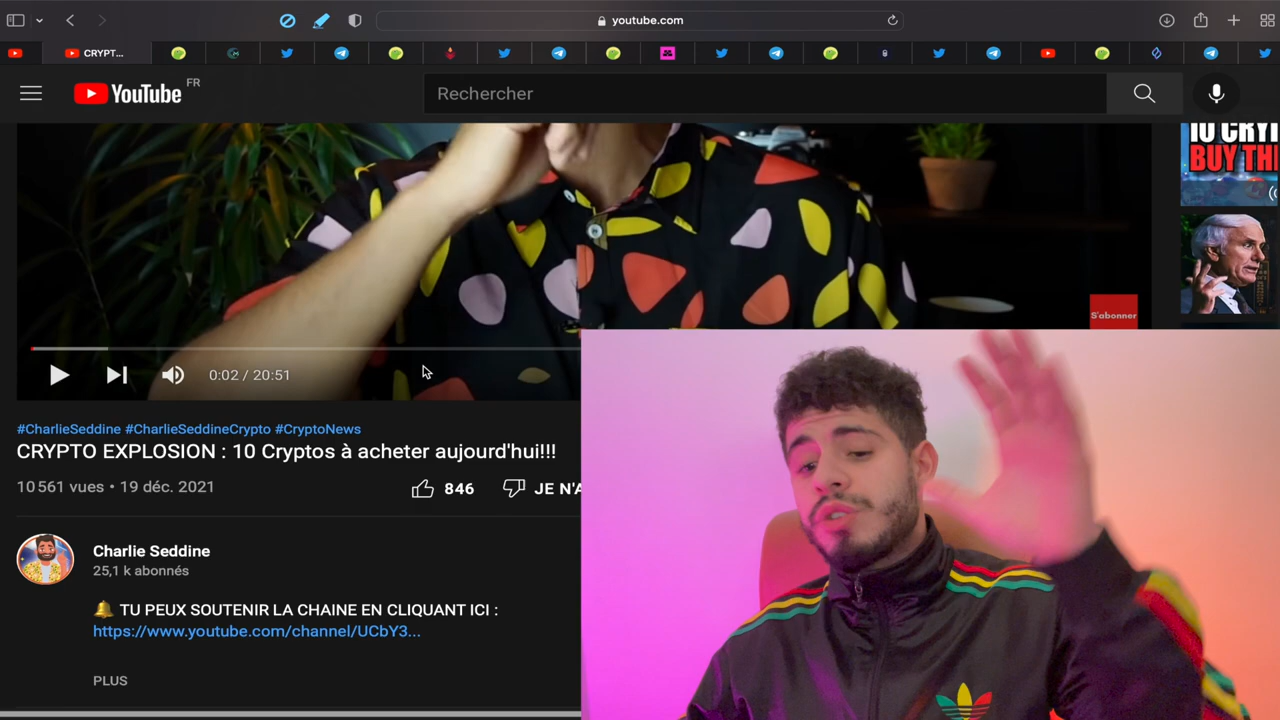 youtube.com
CRYPT...
YouTube FR
Rechercher
10 CRY
BUY TH
S'abonner
0:02 / 20:51
#CharlieSeddine #CharlieSeddineCrypto #CryptoNews
CRYPTO EXPLOSION : 10 Cryptos à acheter aujourd'hui!!!
10 561 vues • 19 déc. 2021
846
JE N'A
Charlie Seddine
25,1 k abonnés
🔔 TU PEUX SOUTENIR LA CHAINE EN CLIQUANT ICI :
https://www.youtube.com/channel/UCbY3...
PLUS